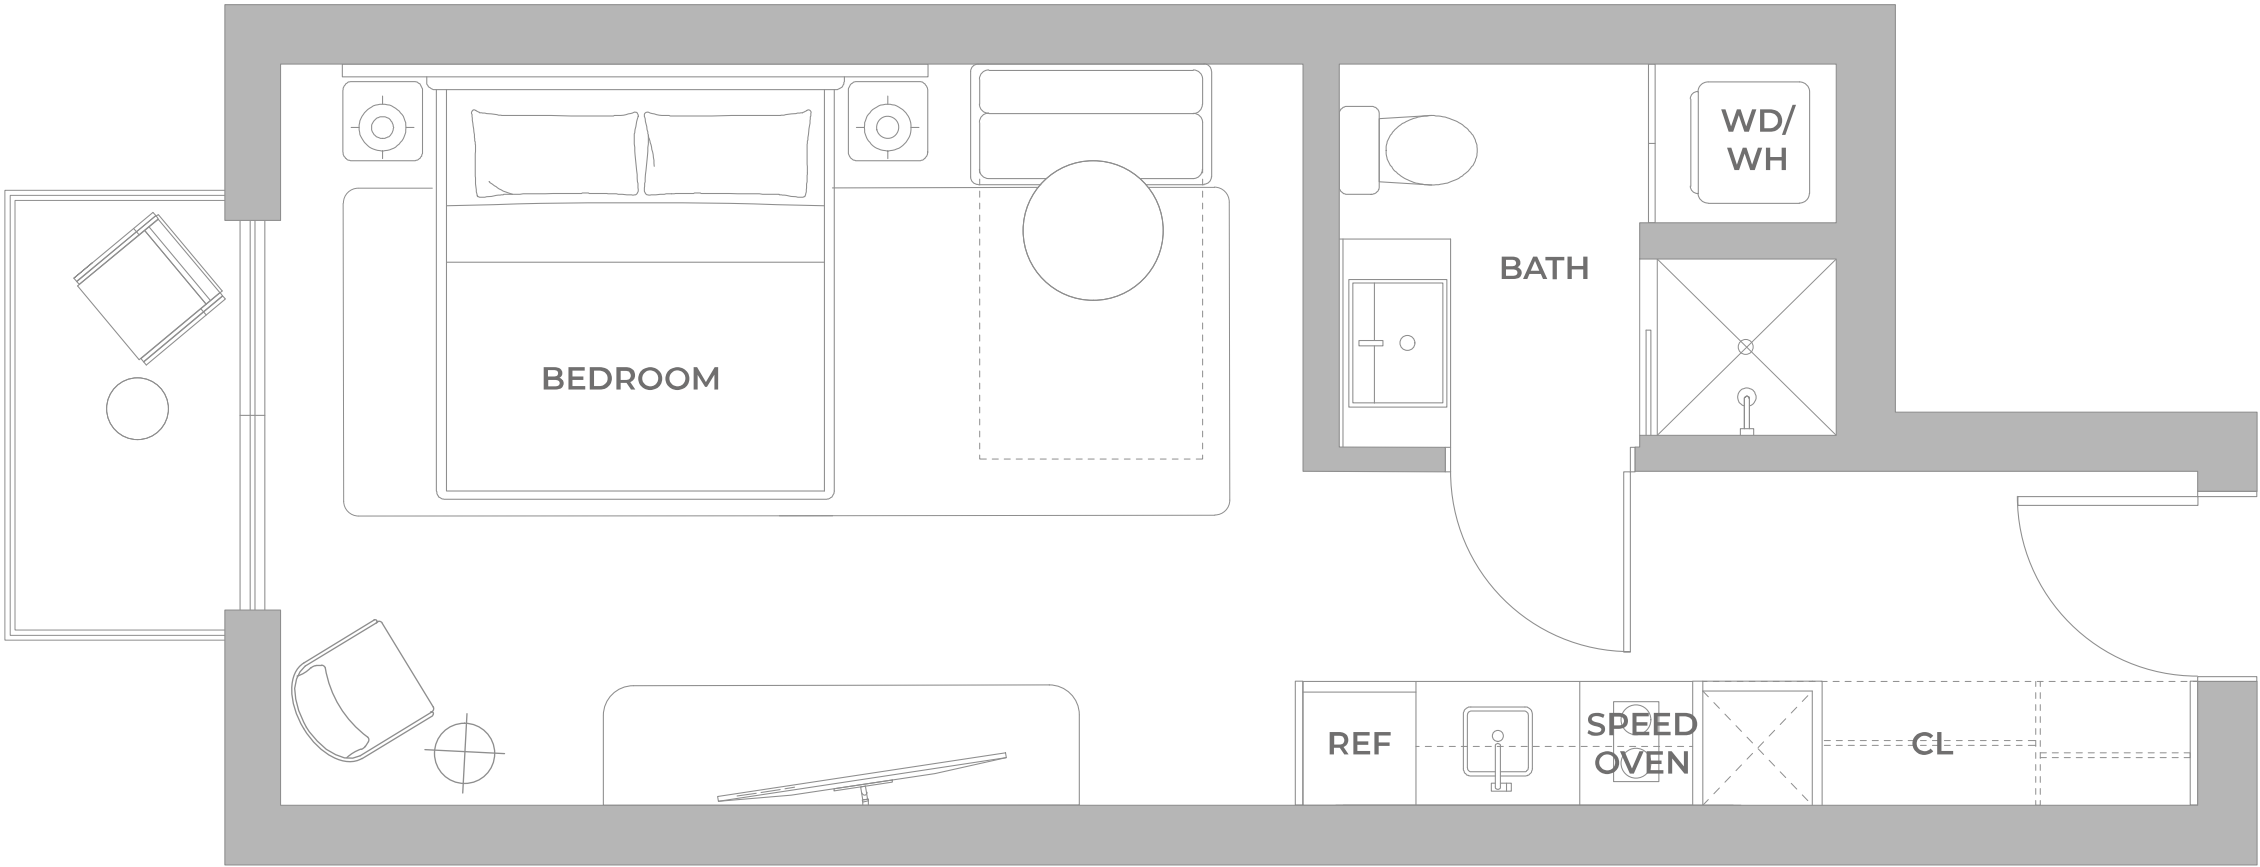 WD/
WH
BATH
BEDROOM
REF
SPEED
OVEN
CL